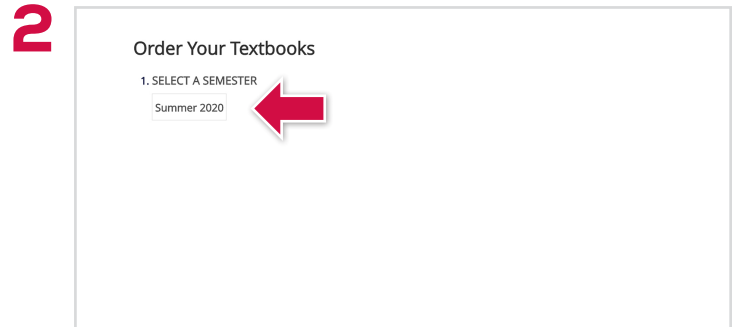 2
Order Your Textbooks
1. SELECT A SEMESTER
Summer 2020